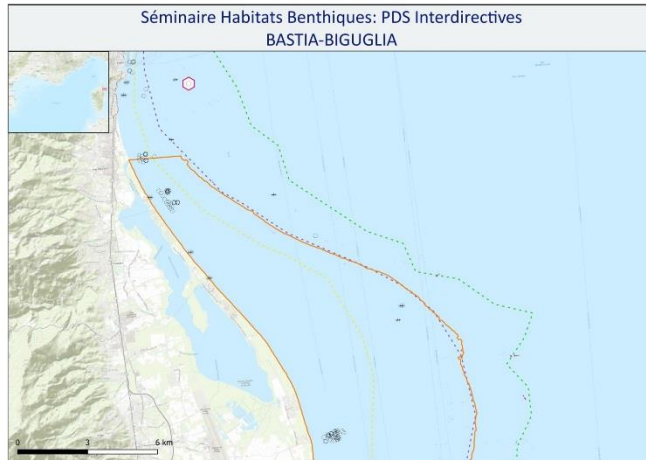 Séminaire Habitats Benthiques: PDS Interdirectives
BASTIA-BIGUGLIA
0 3 6 km